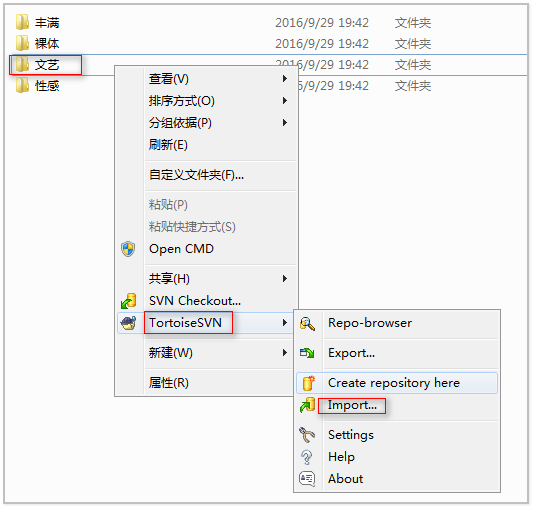 丰满 2016/9/29 19:42 文件夹
裸体 2016/9/29 19:42 文件夹
文艺 2016/9/29 19:42 文件夹
性感 2016/9/29 19:42 文件夹
查看(V)
排序方式(O)
分组依据(P)
刷新(E)
自定义文件夹(F)...
粘贴(P)
粘贴快捷方式(S)
Open CMD
共享(H)
SVN Checkout...
TortoiseSVN
新建(W)
属性(R)
Repo-browser
Export...
Create repository here
Import...
Settings
Help
About